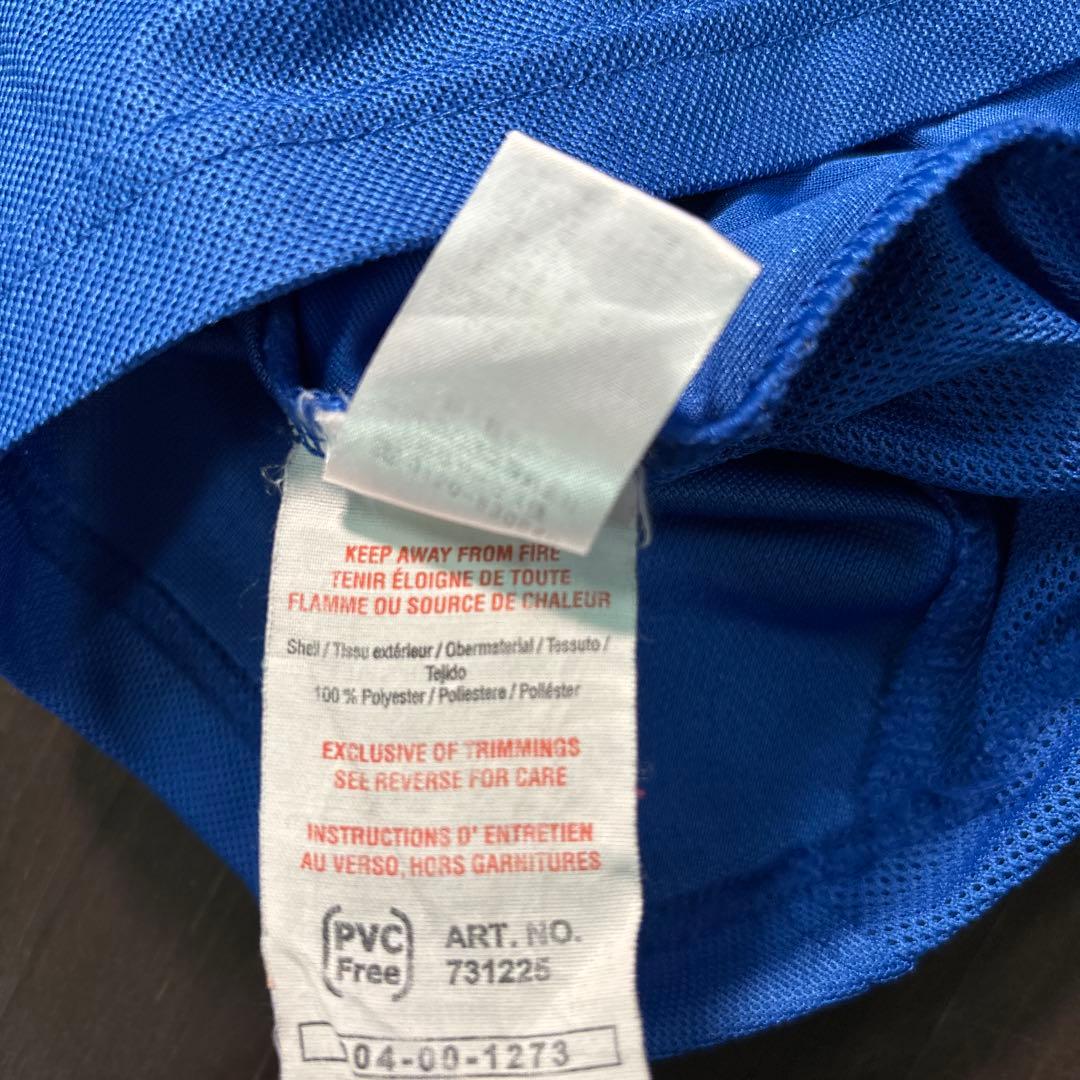 KEEP AWAY FROM FIRE
TENIR ÉLOIGNE DE TOUTE
FLAMME OU SOURCE DE CHALEUR
Shell / Tissu extérieur / Obermaterial / Tessuto /
Tejido
100 % Polyester / Poliestere / Poliéster
EXCLUSIVE OF TRIMMINGS
SEE REVERSE FOR CARE
INSTRUCTIONS D' ENTRETIEN
AU VERSO, HORS GARNITURES
PVC
Free
ART. NO.
731225
04-00-1273